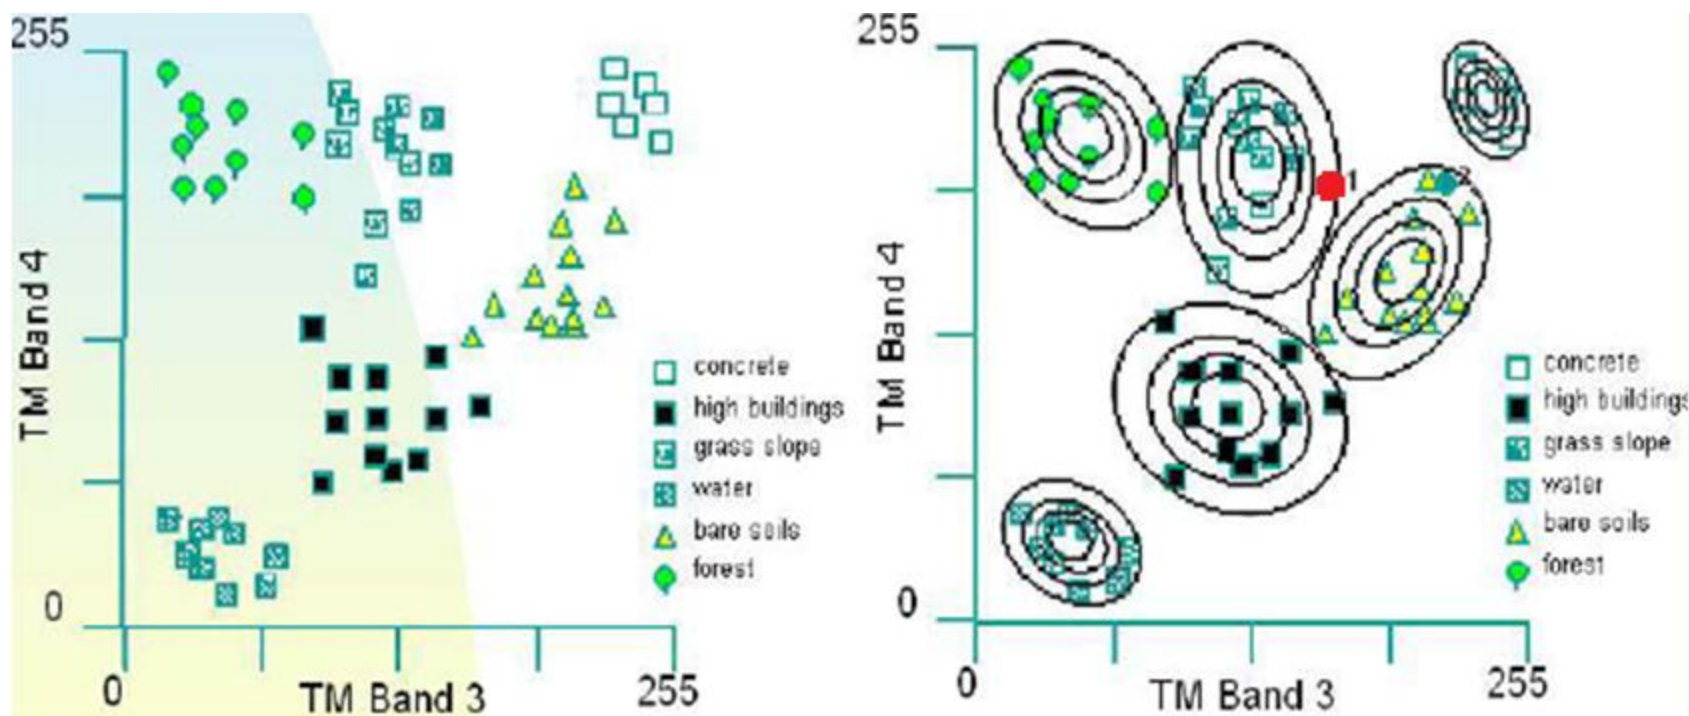 255
TM Band 4
concrete
high buildings
grass slope
water
bare soils
forest
0
0
TM Band 3
255
255
1
2
TM Band 4
concrete
high buildings
grass slope
water
bare soils
forest
0
0
TM Band 3
255